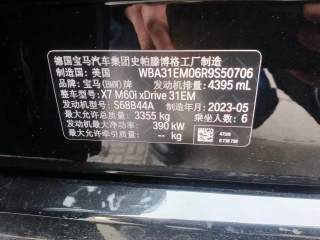 德国宝马汽车集团史帕滕博格工厂制造
制造国：美国 WBA31EM06R9S50706
品牌：宝马(BMW)牌 发动机排量：4395 mL
整车型号：X7 M60i xDrive 31EM
发动机型号：S68B44A 制造年月：2023-05
最大允许总质量：3355 kg 乘坐人数：6
发动机最大净功率：390 kW
最大允许牵引质量：-- kg